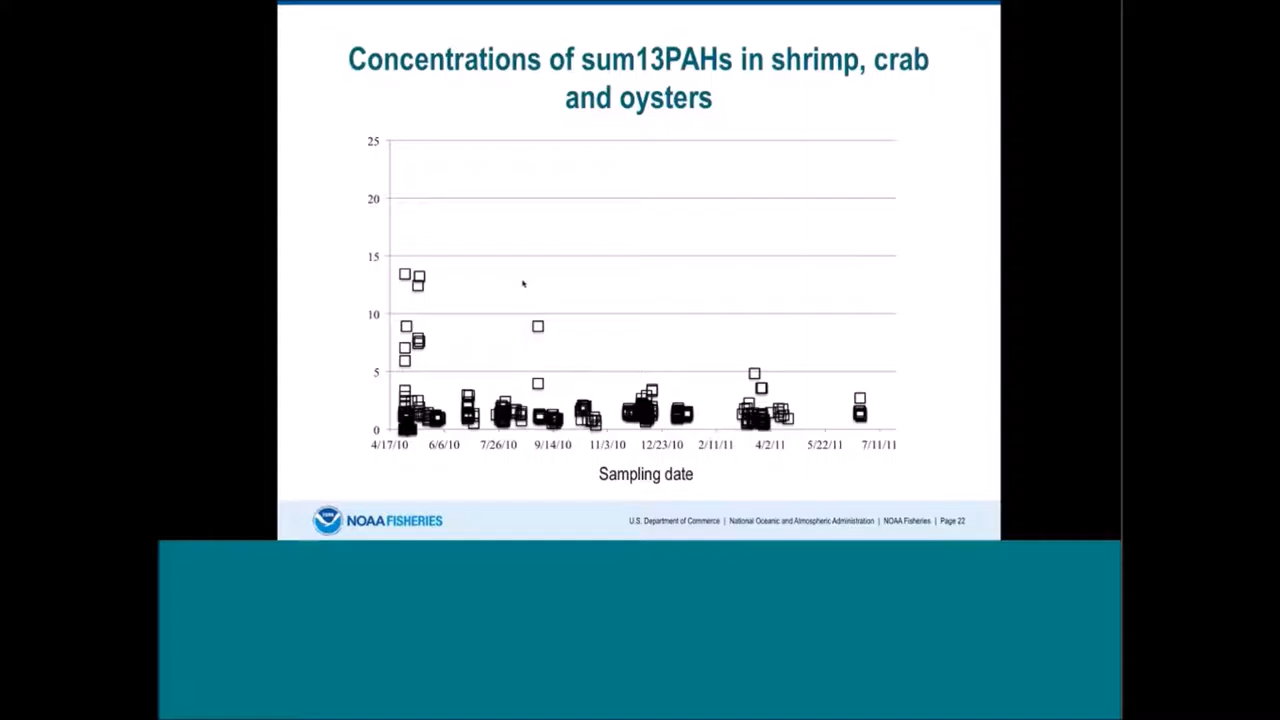 Concentrations of sum13PAHs in shrimp, crab
and oysters
25
20
15
10
5
0
4/17/10 6/6/10 7/26/10 9/14/10 11/3/10 12/23/10 2/11/11 4/2/11 5/22/11 7/11/11
Sampling date
NOAA FISHERIES
U.S. Department of Commerce | National Oceanic and Atmospheric Administration | NOAA Fisheries | Page 22